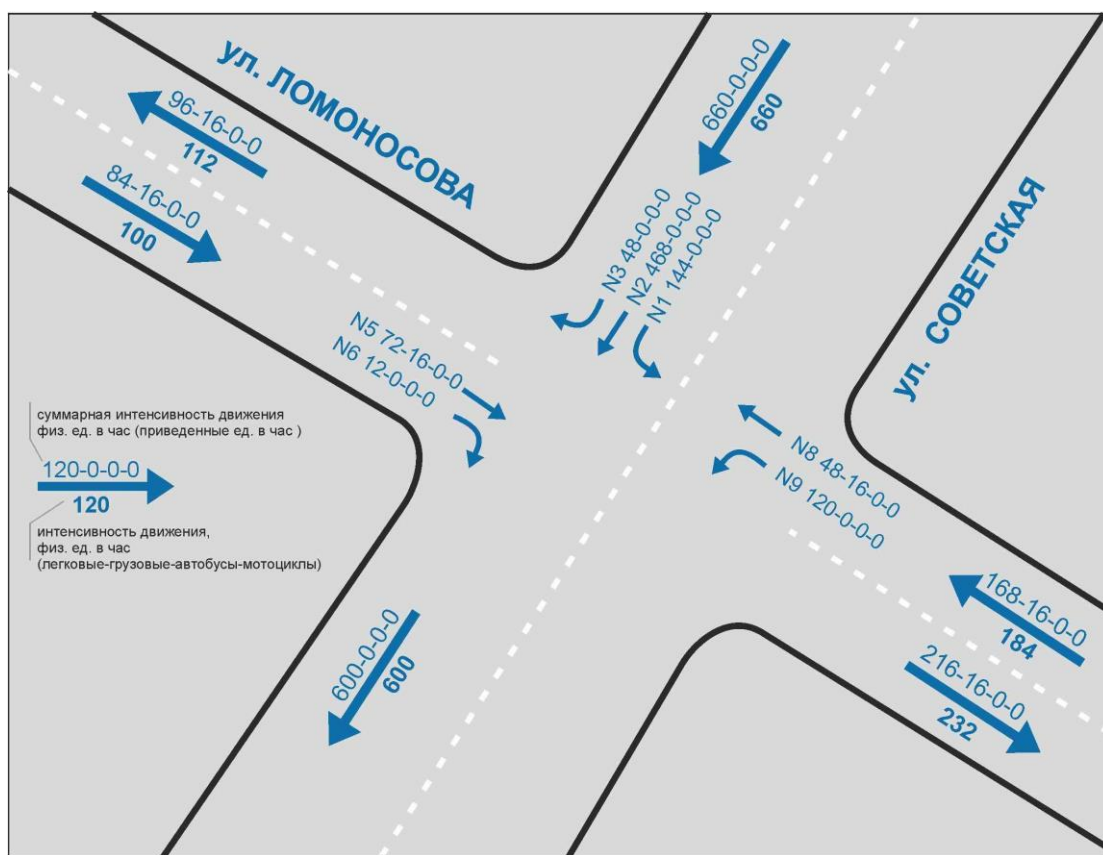 ул. ЛОМОНОСОВА
96-16-0-0
112
84-16-0-0
100
660-0-0-0
660
N3 48-0-0-0
N2 468-0-0-0
N1 144-0-0-0
ул. СОВЕТСКАЯ
N5 72-16-0-0
N6 12-0-0-0
суммарная интенсивность движения
физ. ед. в час (приведенные ед. в час )
120-0-0-0
120
интенсивность движения,
физ. ед. в час
(легковые-грузовые-автобусы-мотоциклы)
N8 48-16-0-0
N9 120-0-0-0
600-0-0-0
600
168-16-0-0
184
216-16-0-0
232